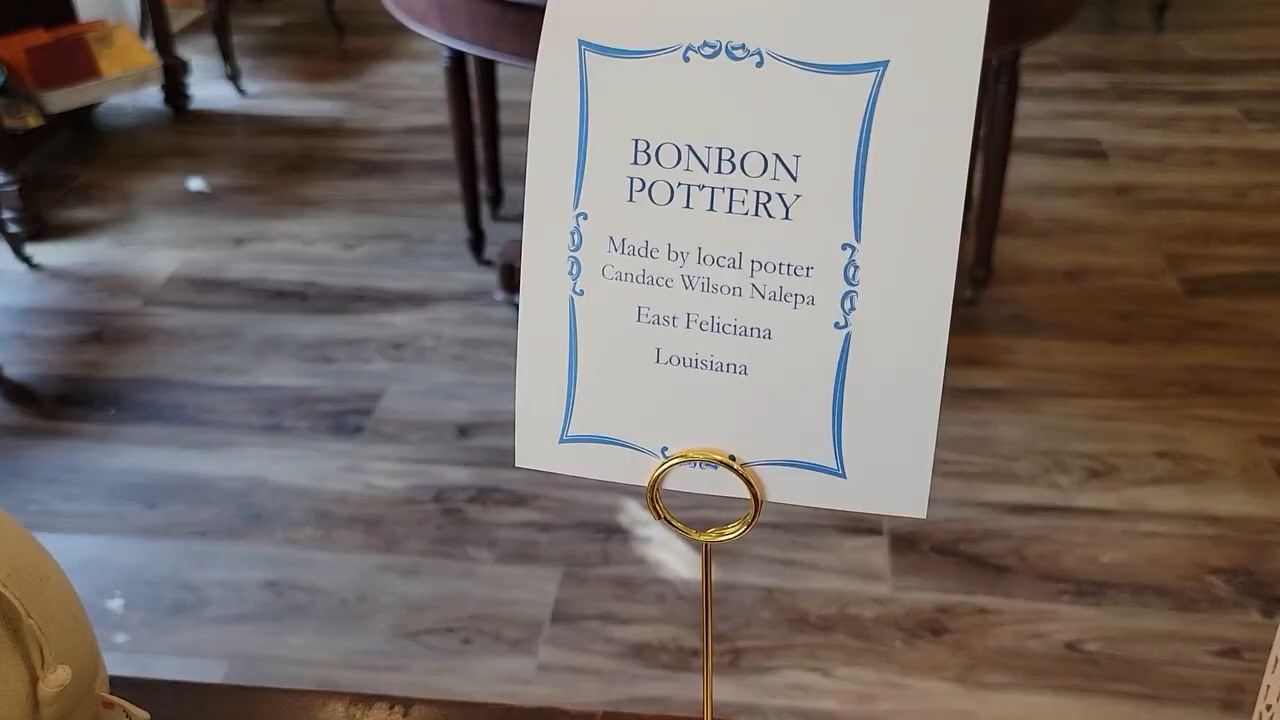 BONBON
POTTERY
Made by local potter
Candace Wilson Nalepa
East Feliciana
Louisiana